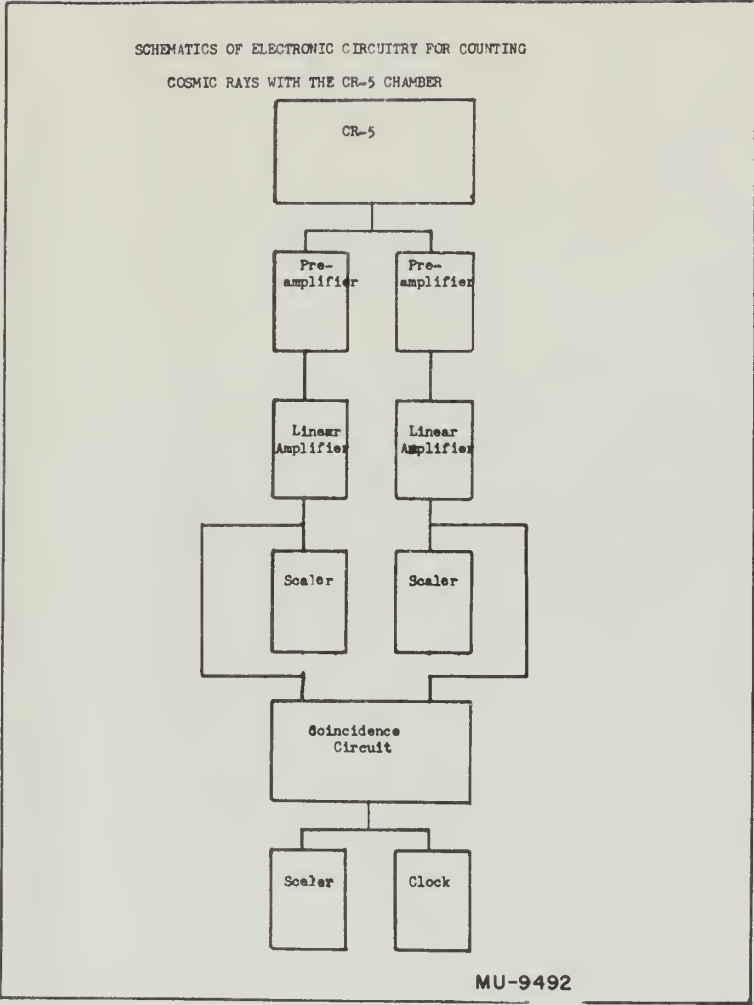 SCHEMATICS OF ELECTRONIC CIRCUITRY FOR COUNTING
COSMIC RAYS WITH THE CR-5 CHAMBER
CR-5
Pre-
amplifier
Pre-
amplifier
Linear
Amplifier
Linear
Amplifier
Scaler
Scaler
Coincidence
Circuit
Scaler
Clock
MU-9492